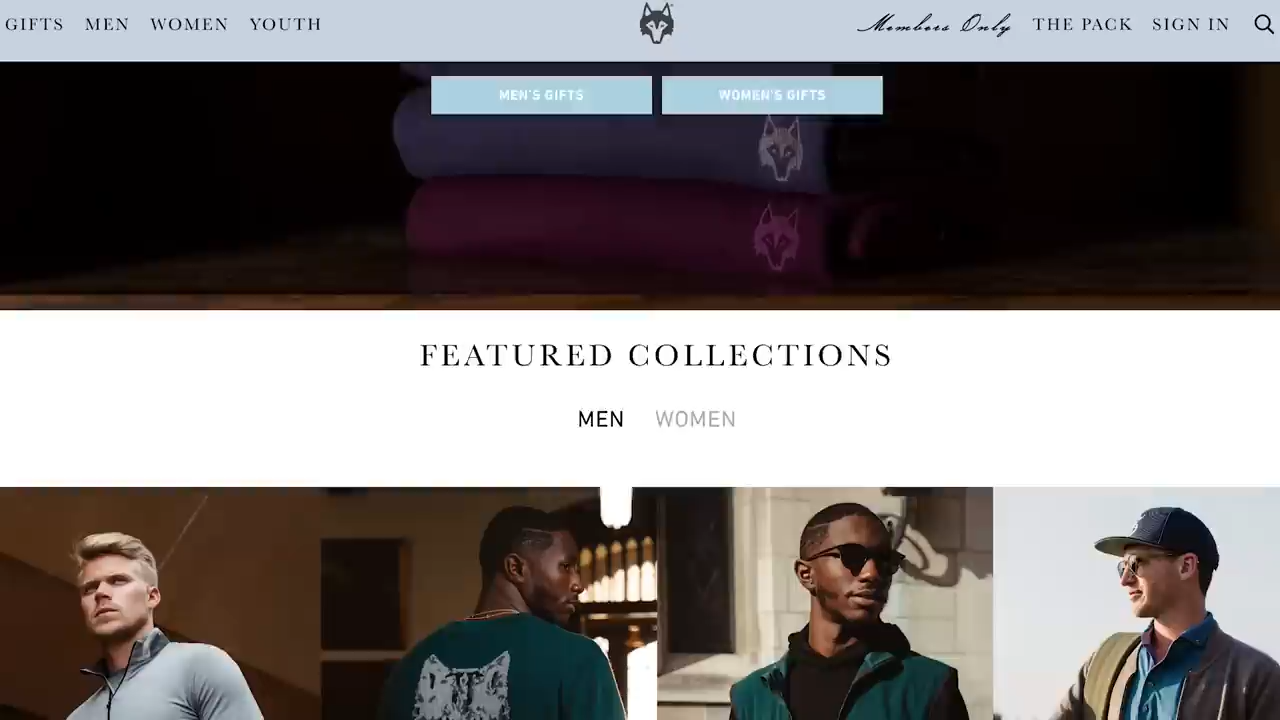 GIFTS MEN WOMEN YOUTH Members Only THE PACK SIGN IN
MEN'S GIFTS WOMEN'S GIFTS
FEATURED COLLECTIONS
MEN WOMEN